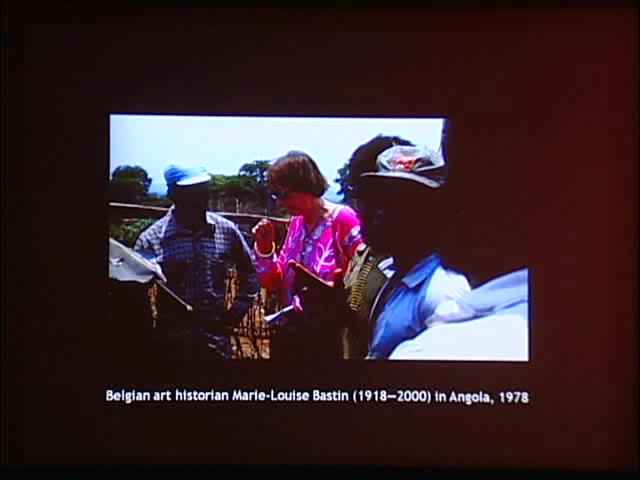 Belgian art historian Marie-Louise Bastin (1918—2000) in Angola, 1978